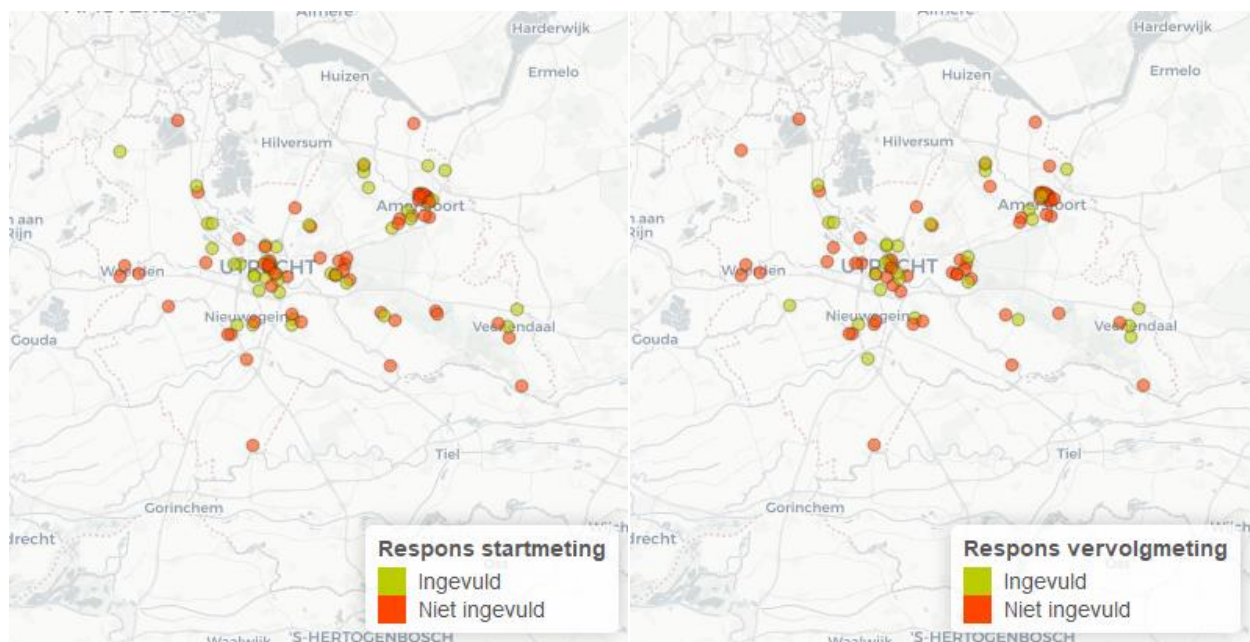 Almere
Harderwijk
Huizen
Ermelo
Hilversum
n aan
Rijn
Amersfoort
UTRECHT
Woerden
Nieuwegein
Gouda
Veenendaal
Tiel
Gorinchem
drecht
Respons startmeting
Ingevuld
Niet ingevuld
Waalwijk
'S-HERTOGENBOSCH
Almere
Harderwijk
Huizen
Ermelo
Hilversum
n aan
Rijn
Amersfoort
UTRECHT
Woerden
Nieuwegein
Gouda
Veenendaal
Tiel
Gorinchem
drecht
Respons vervolgmeting
Ingevuld
Niet ingevuld
Waalwijk
'S-HERTOGENBOSCH